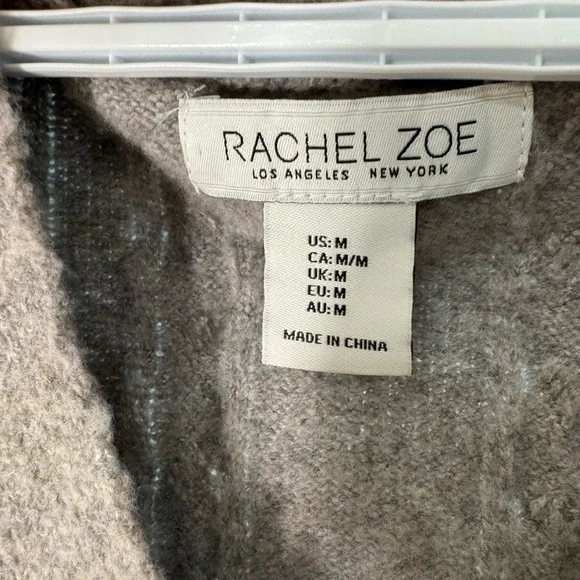 RACHEL ZOE
LOS ANGELES NEW YORK
US: M
CA: M/M
UK: M
EU: M
AU: M
MADE IN CHINA